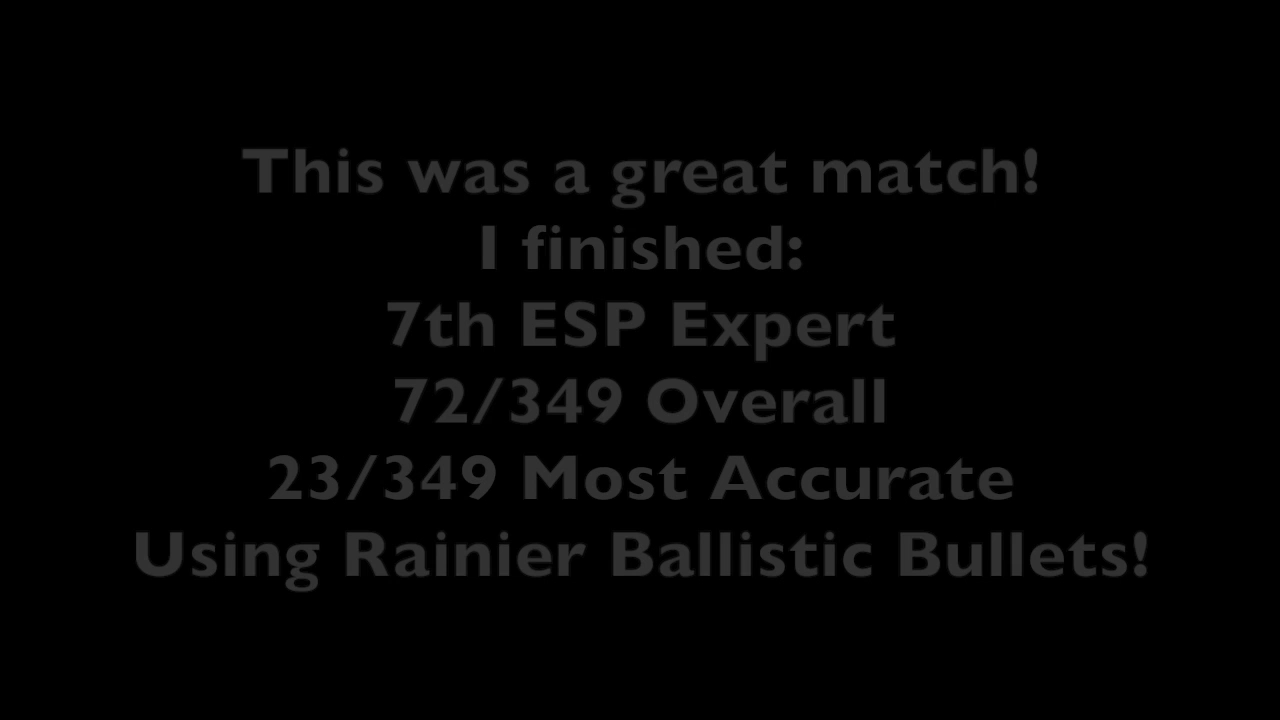 This was a great match!
I finished:
7th ESP Expert
72/349 Overall
23/349 Most Accurate
Using Rainier Ballistic Bullets!